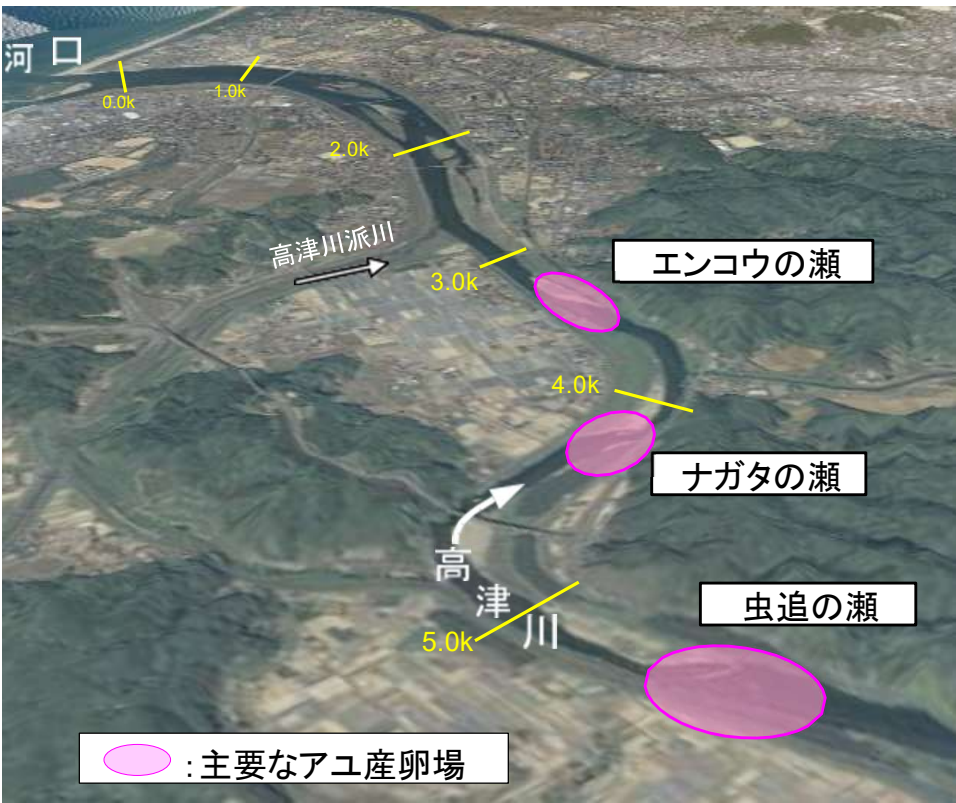 河口
0.0k
1.0k
2.0k
高津川派川
3.0k
エンコウの瀬
4.0k
ナガタの瀬
高津川
5.0k
虫追の瀬
:主要なアユ産卵場